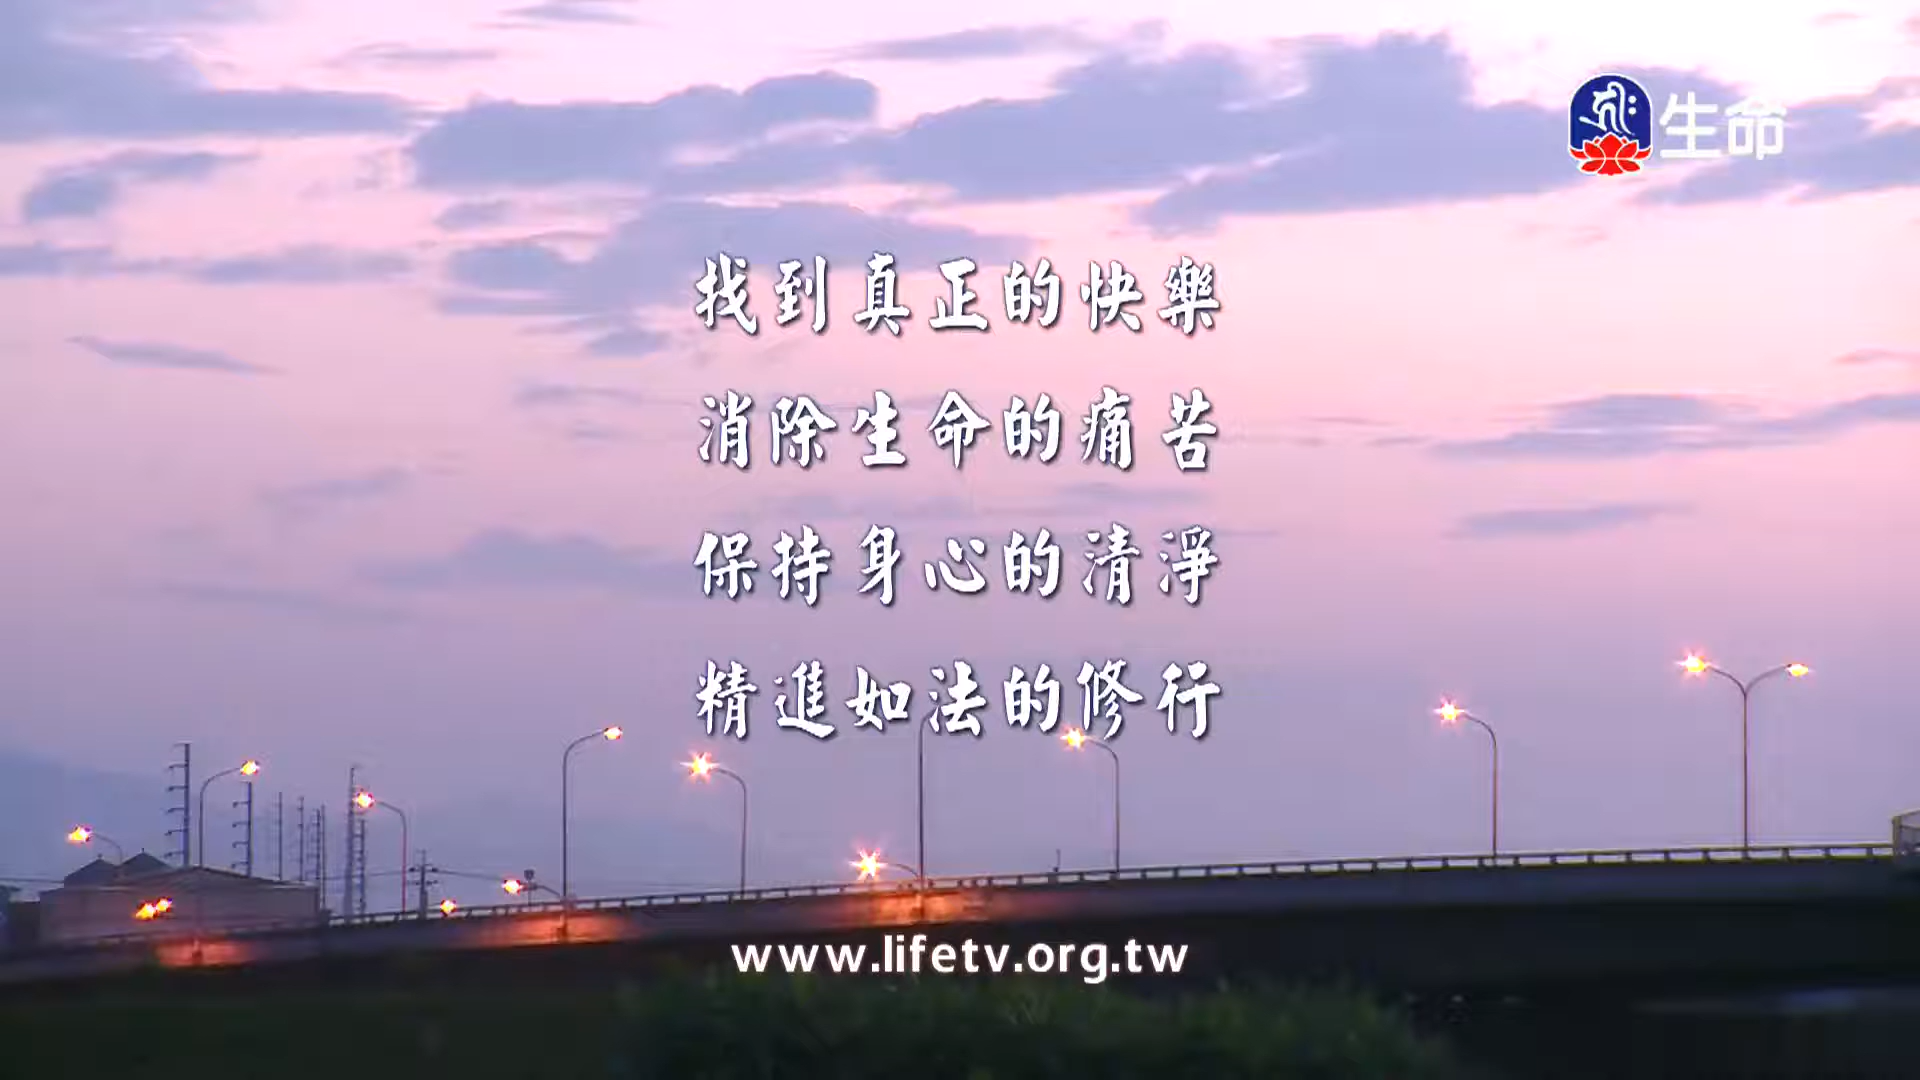 生命
找到真正的快樂
消除生命的痛苦
保持身心的清淨
精進如法的修行
www.lifetv.org.tw